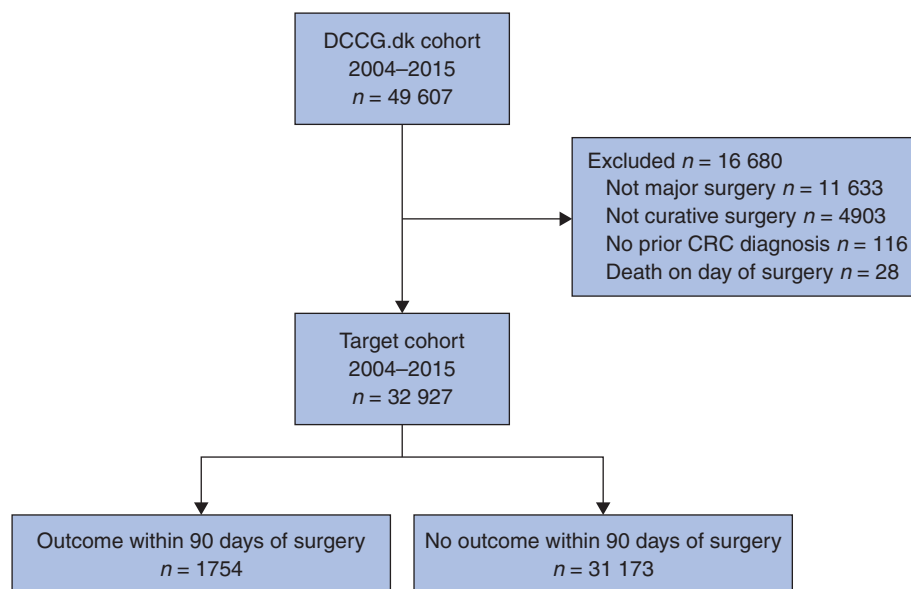 DCCG.dk cohort
2004–2015
n = 49 607
Excluded n = 16 680
Not major surgery n = 11 633
Not curative surgery n = 4903
No prior CRC diagnosis n = 116
Death on day of surgery n = 28
Target cohort
2004–2015
n = 32 927
Outcome within 90 days of surgery
n = 1754
No outcome within 90 days of surgery
n = 31 173